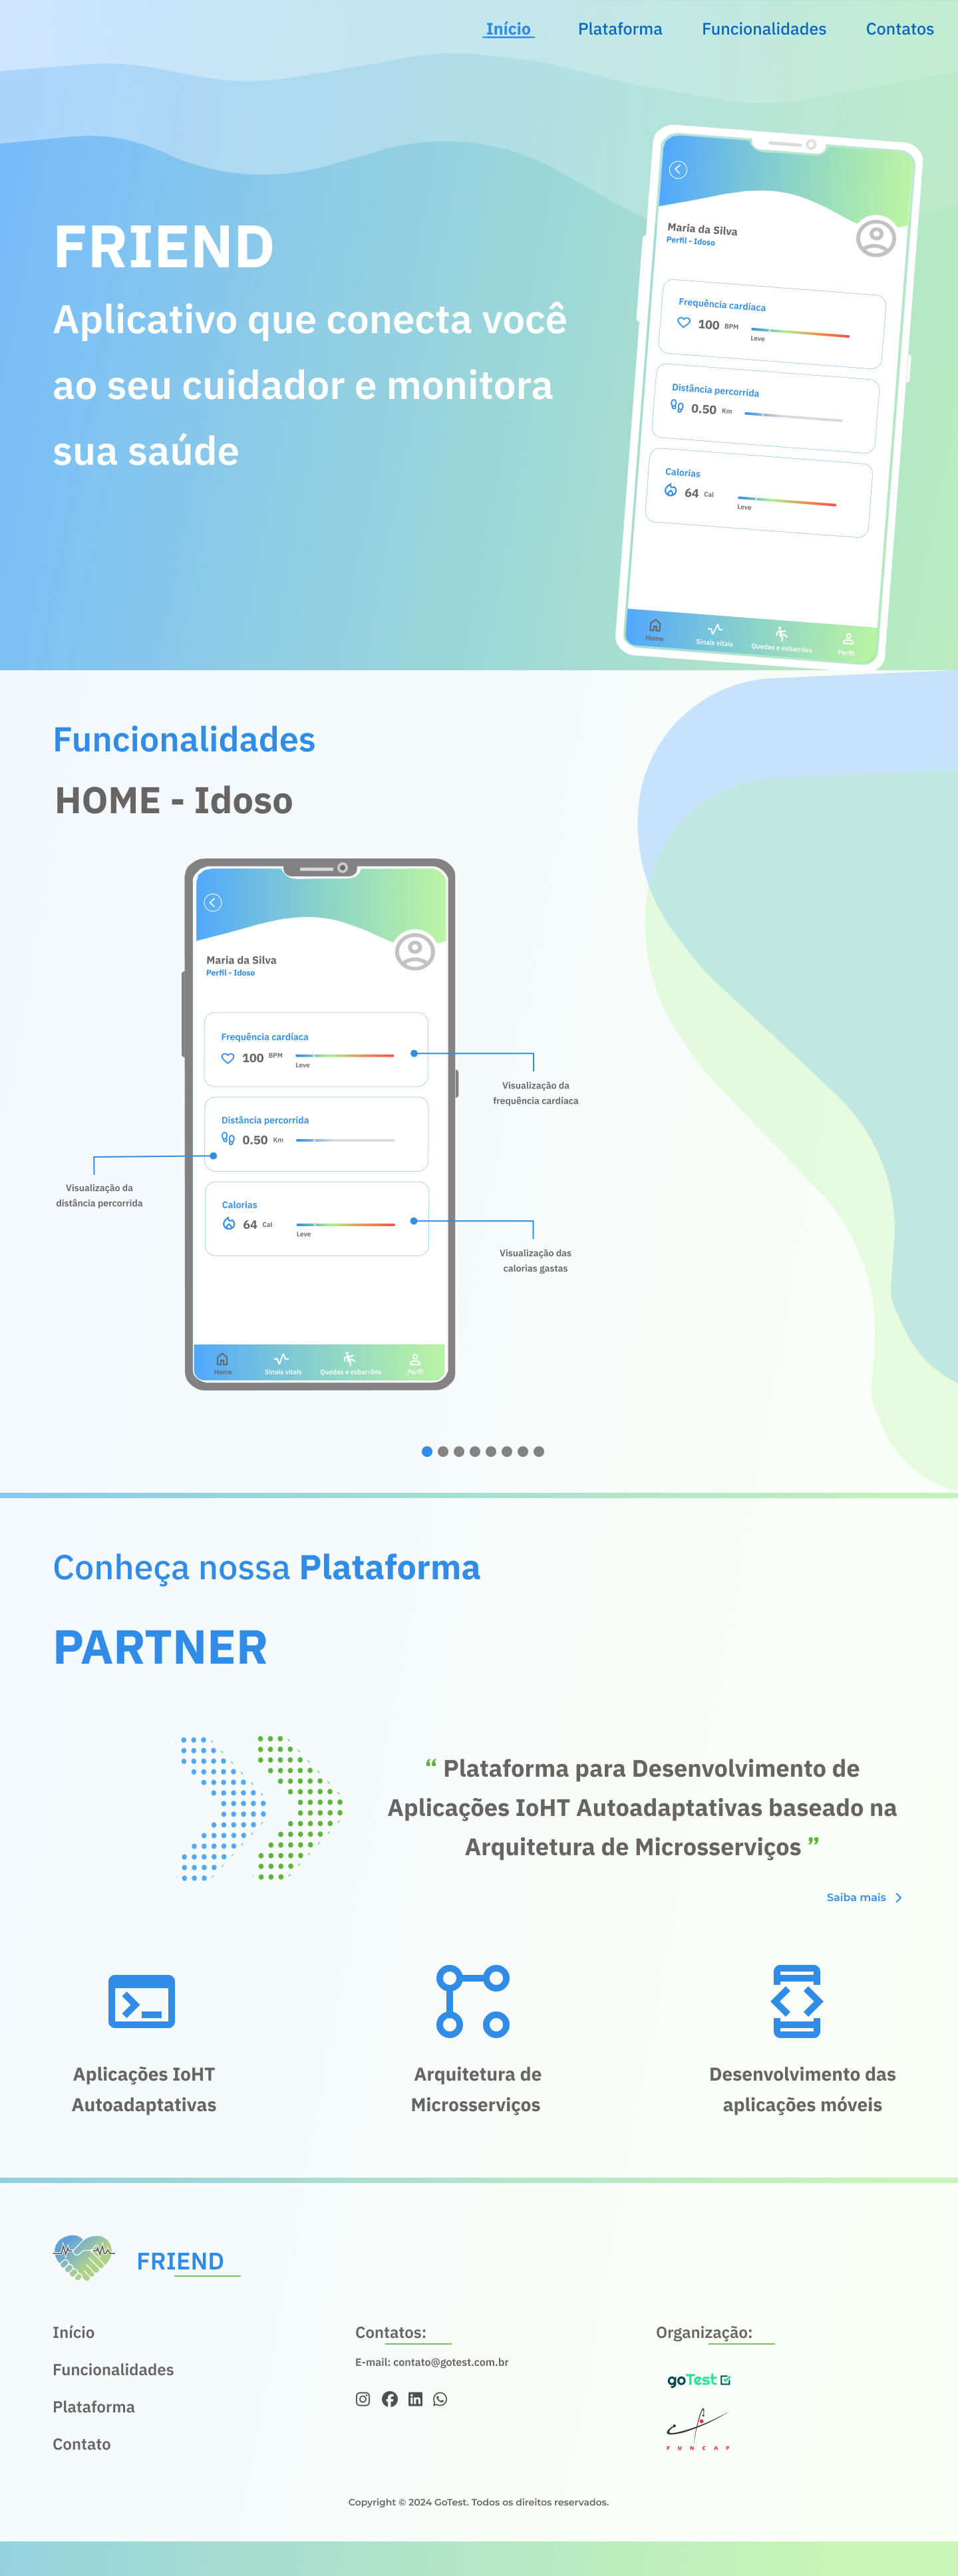 Início
Plataforma
Funcionalidades
Contatos
FRIEND
Aplicativo que conecta você
ao seu cuidador e monitora
sua saúde
Maria da Silva
Perfil - Idoso
Frequência cardíaca
100 BPM
Leve
Distância percorrida
0.50 Km
Calorias
64 Cal
Leve
Home
Sinais vitais
Quedas e esbarrões
Perfil
Funcionalidades
HOME - Idoso
Maria da Silva
Perfil - Idoso
Frequência cardíaca
100 BPM
Leve
Visualização da
frequência cardíaca
Distância percorrida
0.50 Km
Visualização da
distância percorrida
Calorias
64 Cal
Leve
Visualização das
calorias gastas
Home
Sinais vitais
Quedas e esbarrões
Perfil
Conheça nossa Plataforma
PARTNER
“ Plataforma para Desenvolvimento de
Aplicações IoHT Autoadaptativas baseado na
Arquitetura de Microsserviços ”
Saiba mais
Aplicações IoHT
Autoadaptativas
Arquitetura de
Microsserviços
Desenvolvimento das
aplicações móveis
FRIEND
Início
Funcionalidades
Plataforma
Contato
Contatos:
E-mail: contato@gotest.com.br
Organização:
goTest
FUNCAP
Copyright © 2024 GoTest. Todos os direitos reservados.